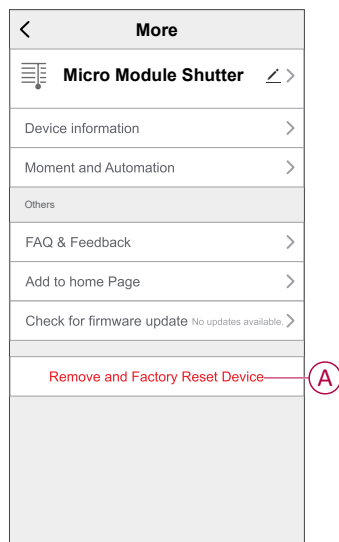 More
Micro Module Shutter
Device information
Moment and Automation
Others
FAQ & Feedback
Add to home Page
Check for firmware update No updates available.
Remove and Factory Reset Device
A